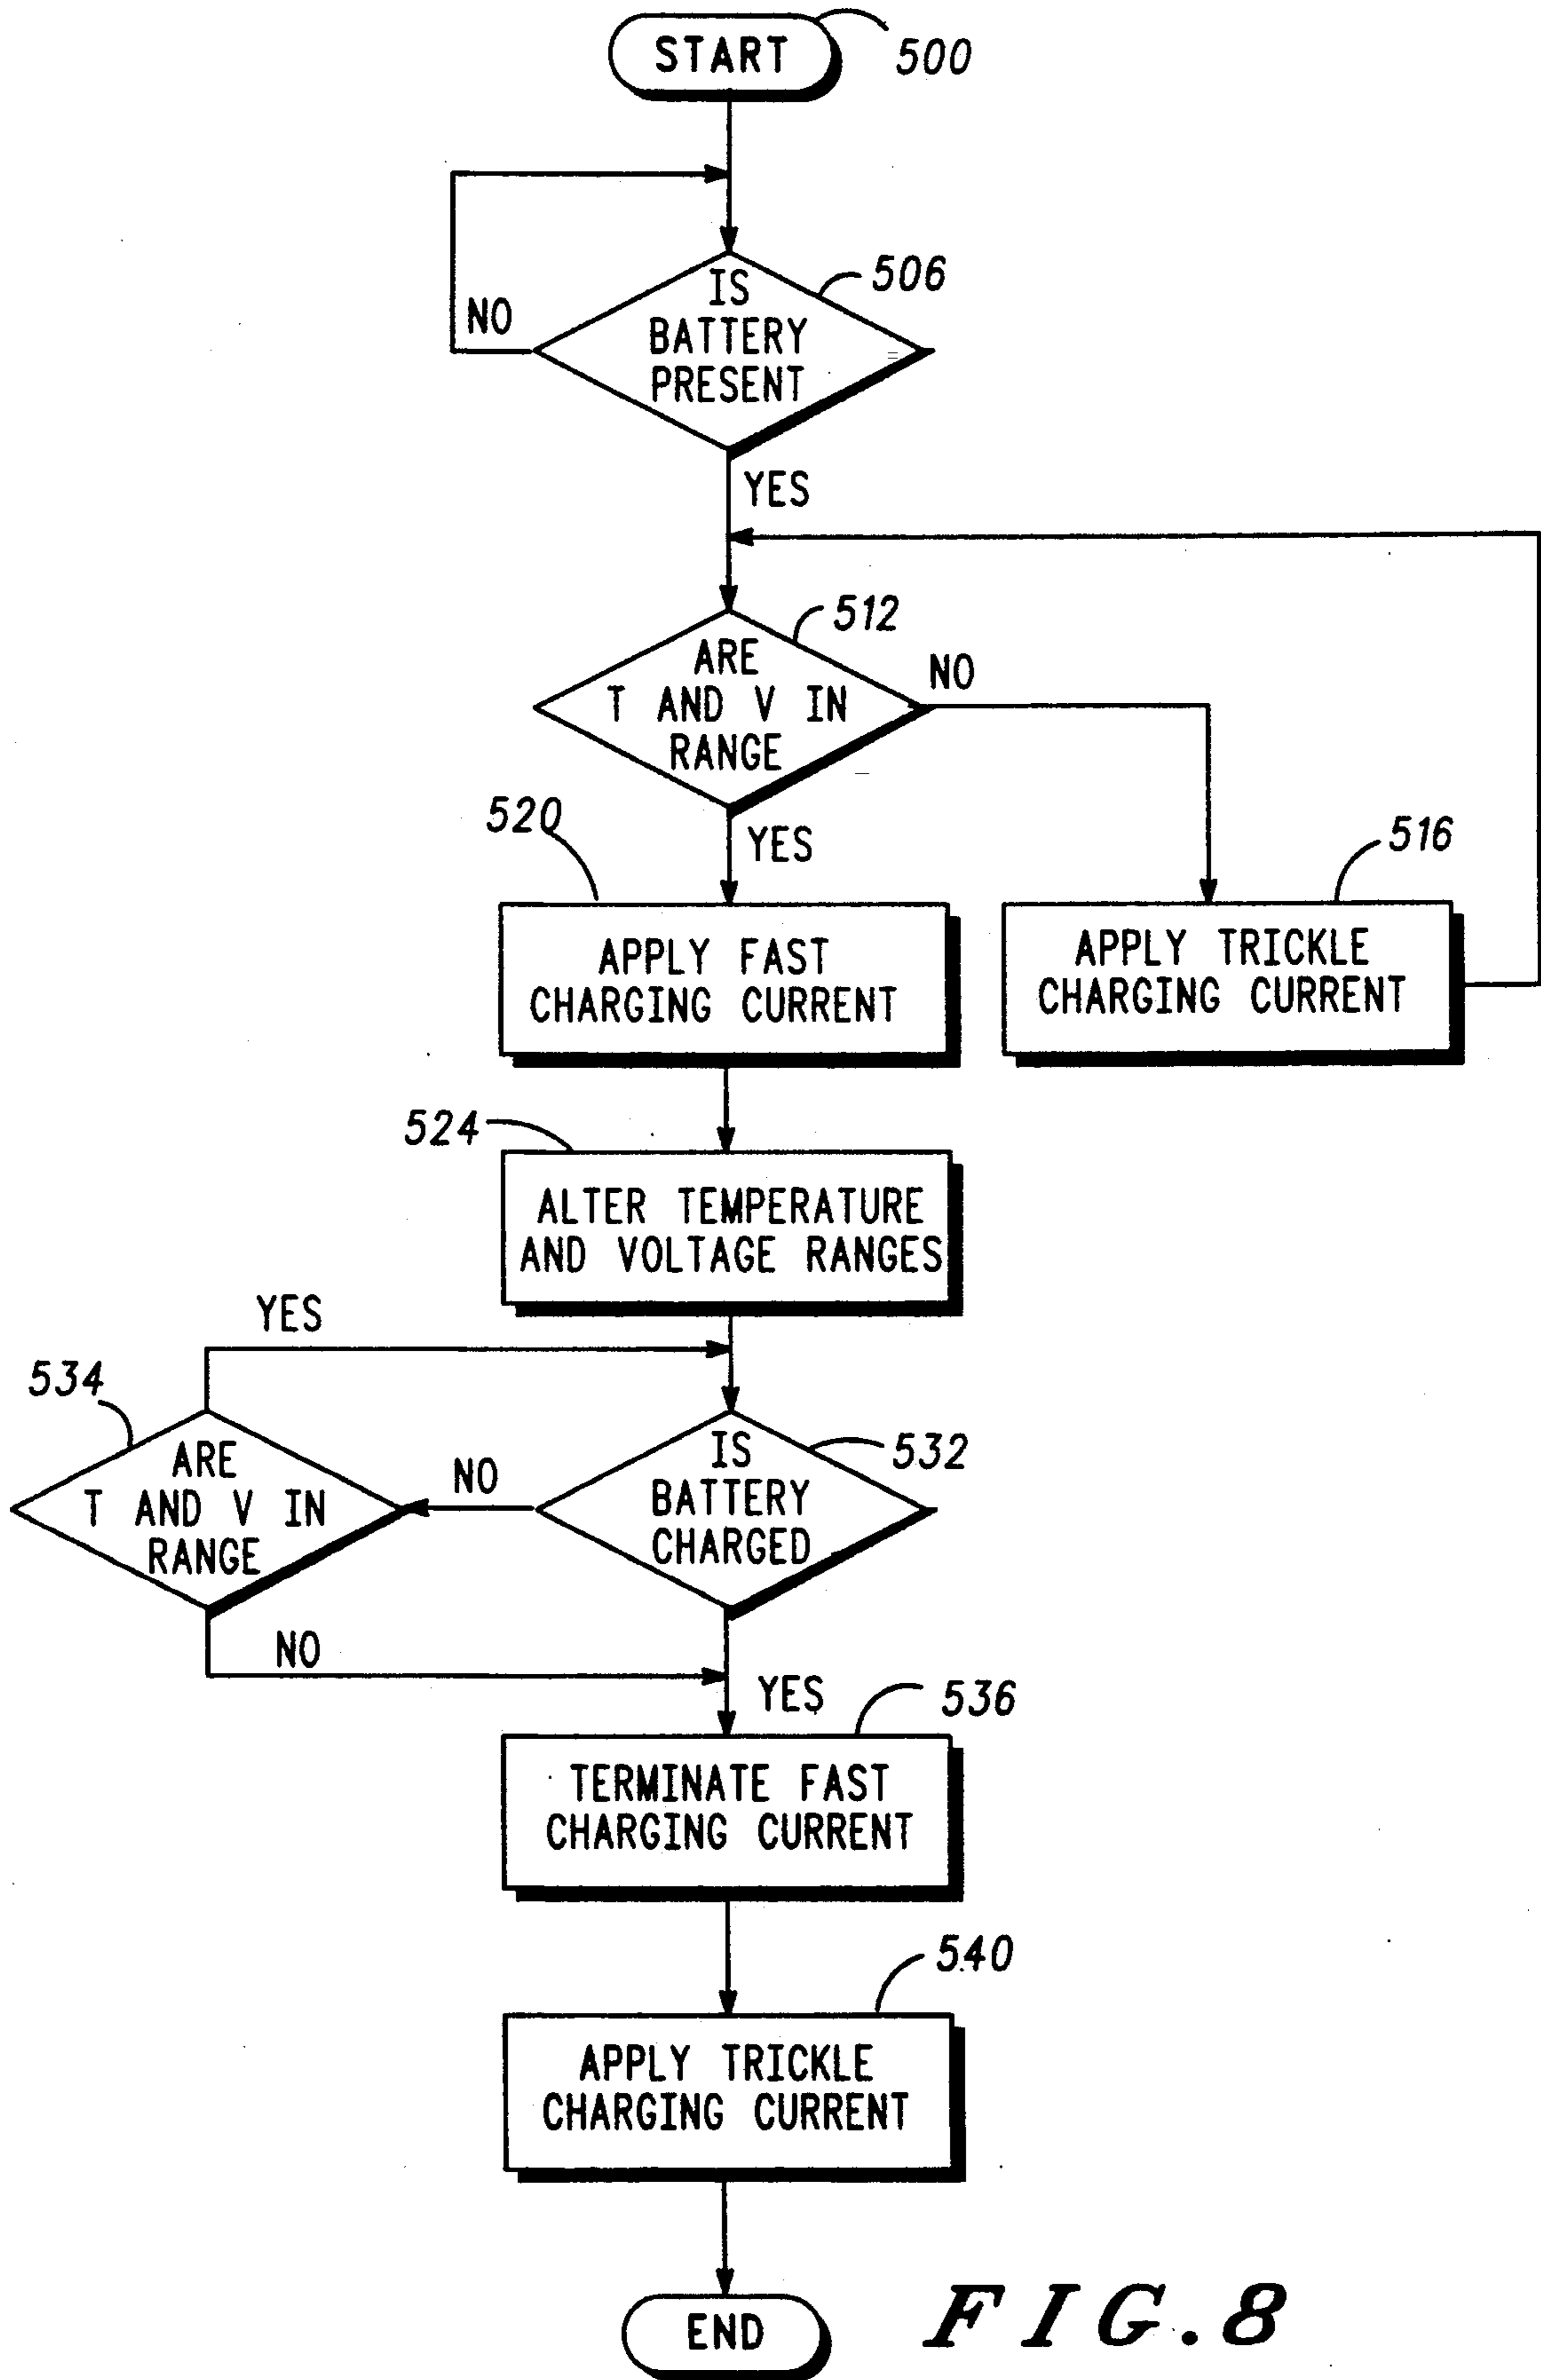 START
500
506
IS
BATTERY
PRESENT
NO
YES
512
ARE
T AND V IN
RANGE
NO
YES
520
APPLY FAST
CHARGING CURRENT
516
APPLY TRICKLE
CHARGING CURRENT
524
ALTER TEMPERATURE
AND VOLTAGE RANGES
YES
534
ARE
T AND V IN
RANGE
NO
532
IS
BATTERY
CHARGED
NO
YES
536
TERMINATE FAST
CHARGING CURRENT
540
APPLY TRICKLE
CHARGING CURRENT
END
FIG.8